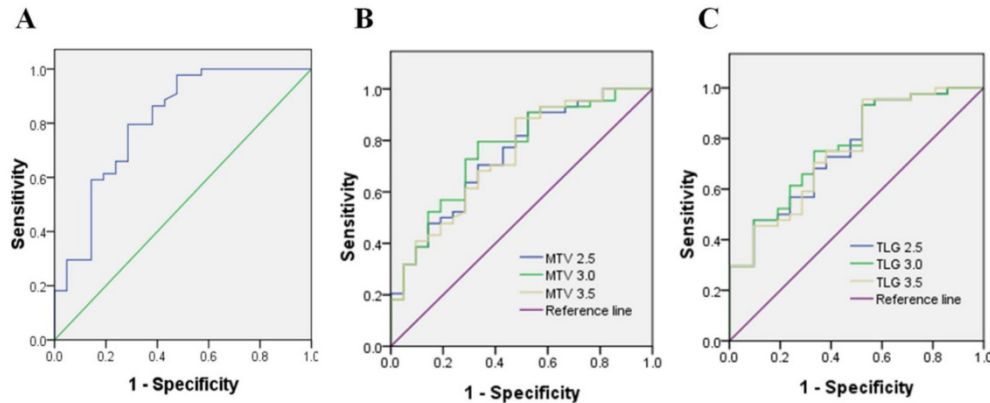 A
Sensitivity
1.0
0.8
0.6
0.4
0.2
0.0
0.0 0.2 0.4 0.6 0.8 1.0
1 - Specificity
B
Sensitivity
1.0
0.8
0.6
0.4
0.2
0.0
MTV 2.5
MTV 3.0
MTV 3.5
Reference line
0.0 0.2 0.4 0.6 0.8 1.0
1 - Specificity
C
Sensitivity
1.0
0.8
0.6
0.4
0.2
0.0
TLG 2.5
TLG 3.0
TLG 3.5
Reference line
0.0 0.2 0.4 0.6 0.8 1.0
1 - Specificity